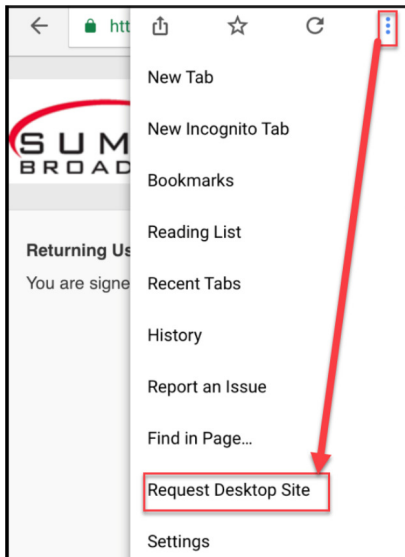 htt
New Tab
New Incognito Tab
SUM
BROAD
Bookmarks
Reading List
Returning Us
You are signe
Recent Tabs
History
Report an Issue
Find in Page...
Request Desktop Site
Settings